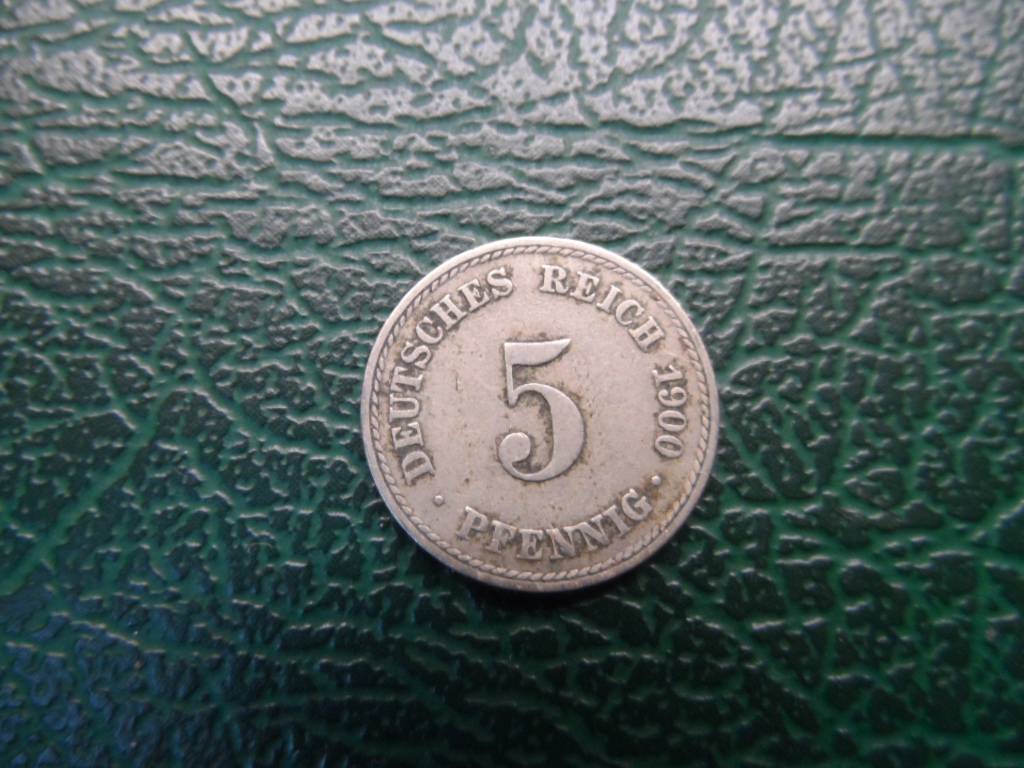 DEUTSCHES REICH 1900
5
· PFENNIG ·